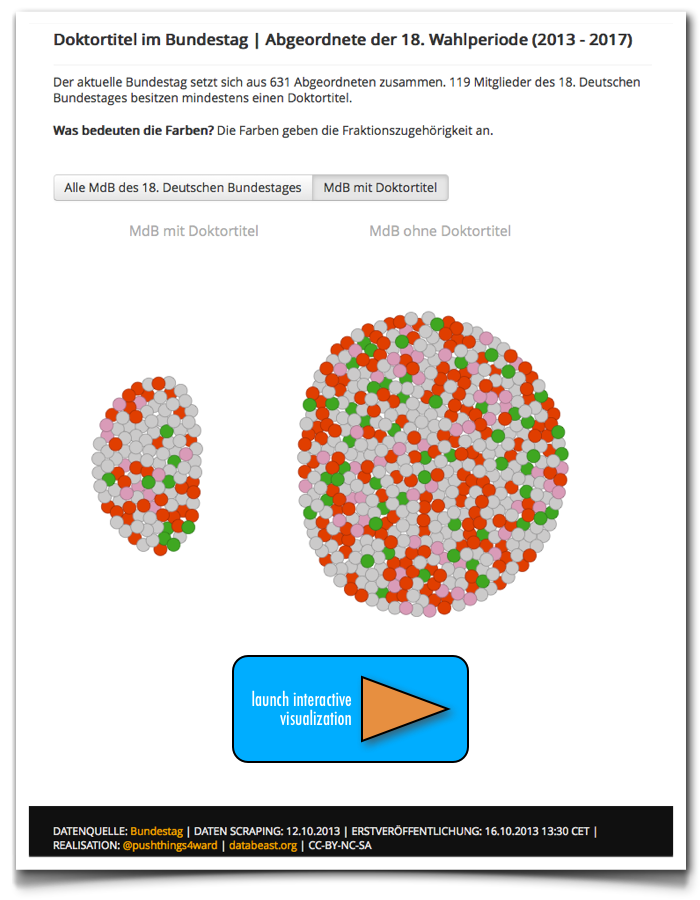 Doktortitel im Bundestag | Abgeordnete der 18. Wahlperiode (2013 - 2017)
Der aktuelle Bundestag setzt sich aus 631 Abgeordneten zusammen. 119 Mitglieder des 18. Deutschen
Bundestages besitzen mindestens einen Doktortitel.
Was bedeuten die Farben? Die Farben geben die Fraktionszugehörigkeit an.
Alle MdB des 18. Deutschen Bundestages MdB mit Doktortitel
MdB mit Doktortitel MdB ohne Doktortitel
launch interactive
visualization
DATENQUELLE: Bundestag | DATEN SCRAPING: 12.10.2013 | ERSTVERÖFFENTLICHUNG: 16.10.2013 13:30 CET |
REALISATION: @pushthings4ward | databeast.org | CC-BY-NC-SA